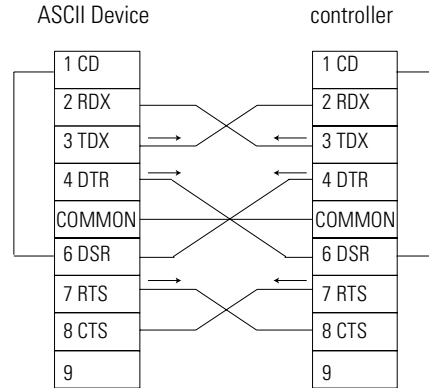 ASCII Device controller
1 CD 1 CD
2 RDX 2 RDX
3 TDX 3 TDX
4 DTR 4 DTR
COMMON COMMON
6 DSR 6 DSR
7 RTS 7 RTS
8 CTS 8 CTS
9 9